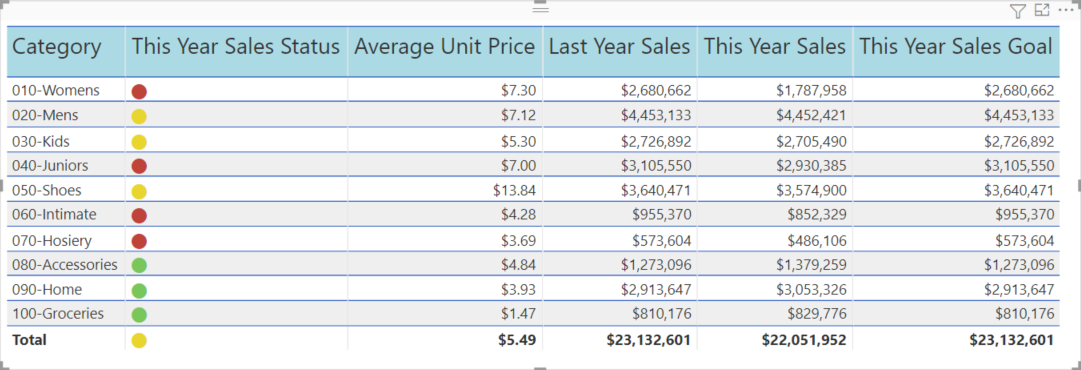 Category This Year Sales Status Average Unit Price Last Year Sales This Year Sales This Year Sales Goal
010-Womens $7.30 $2,680,662 $1,787,958 $2,680,662
020-Mens $7.12 $4,453,133 $4,452,421 $4,453,133
030-Kids $5.30 $2,726,892 $2,705,490 $2,726,892
040-Juniors $7.00 $3,105,550 $2,930,385 $3,105,550
050-Shoes $13.84 $3,640,471 $3,574,900 $3,640,471
060-Intimate $4.28 $955,370 $852,329 $955,370
070-Hosiery $3.69 $573,604 $486,106 $573,604
080-Accessories $4.84 $1,273,096 $1,379,259 $1,273,096
090-Home $3.93 $2,913,647 $3,053,326 $2,913,647
100-Groceries $1.47 $810,176 $829,776 $810,176
Total $5.49 $23,132,601 $22,051,952 $23,132,601